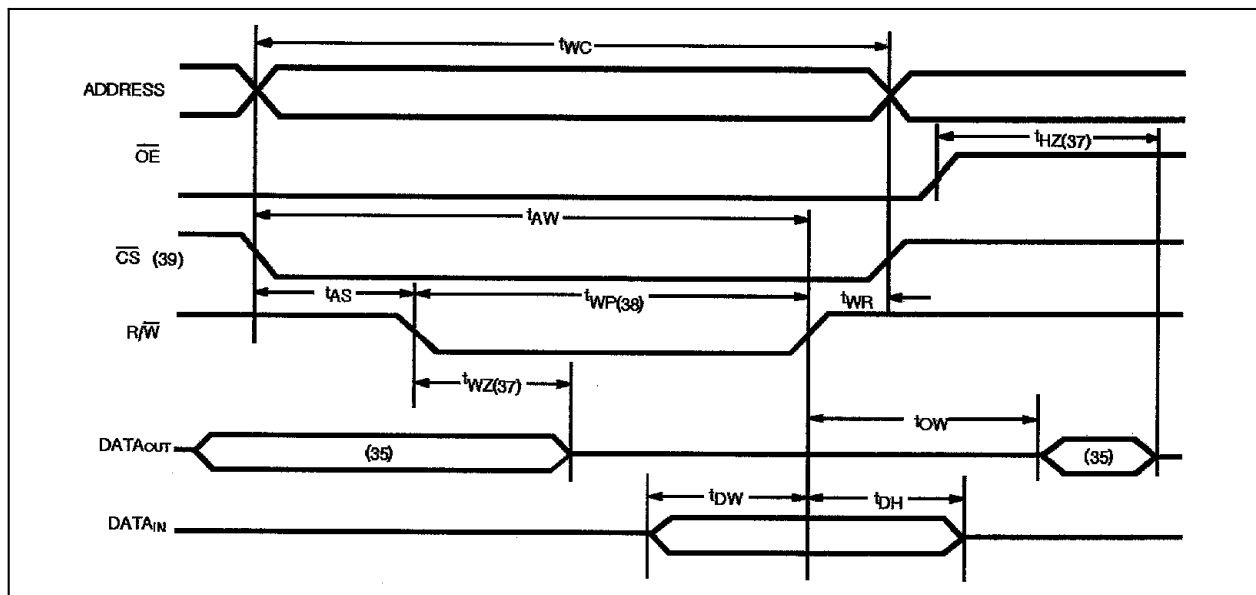 tWC
ADDRESS
tHZ(37)
OE
tAW
CS (39)
tAS
tWP(38)
tWR
R/W
tWZ(37)
tOW
DATAOUT
(35)
(35)
tDW
tDH
DATAIN